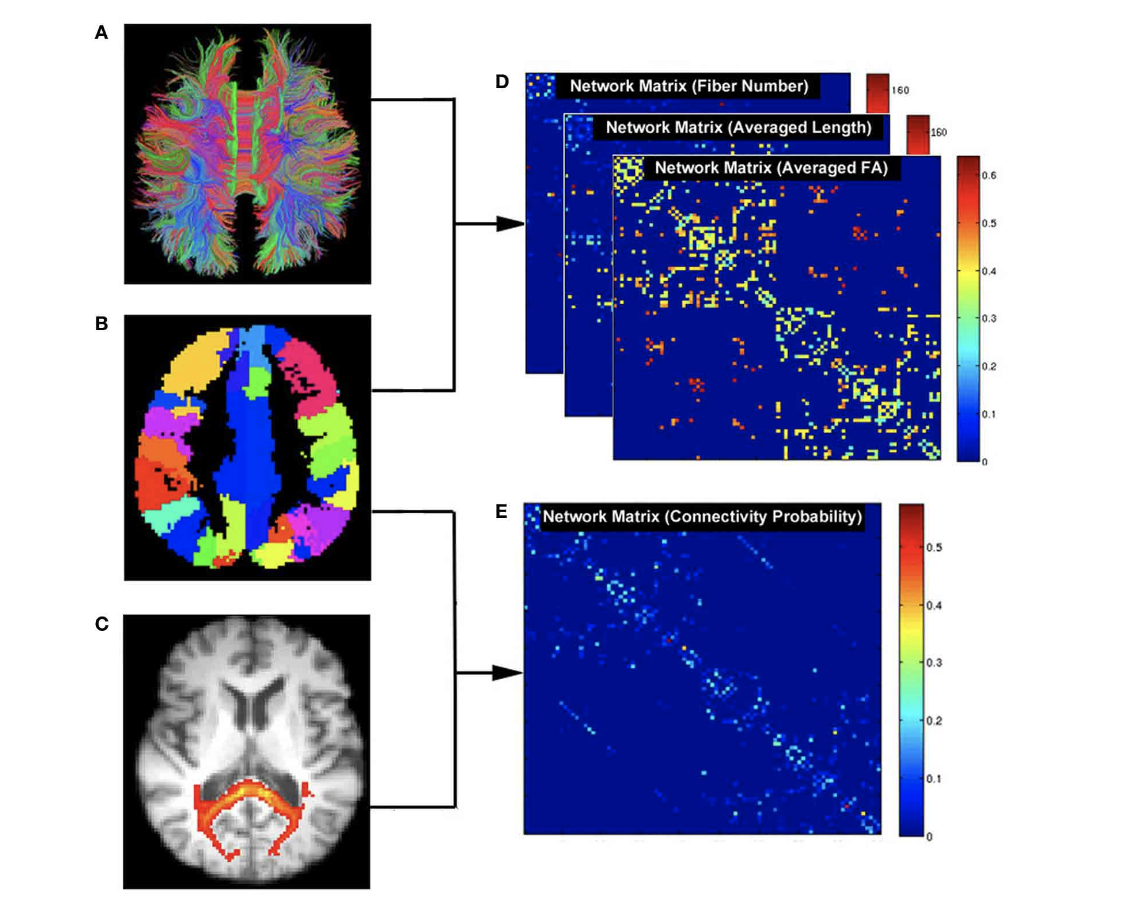 A
B
C
D
Network Matrix (Fiber Number)
160
Network Matrix (Averaged Length)
160
Network Matrix (Averaged FA)
0.6
0.5
0.4
0.3
0.2
0.1
0
E
Network Matrix (Connectivity Probability)
0.5
0.4
0.3
0.2
0.1
0